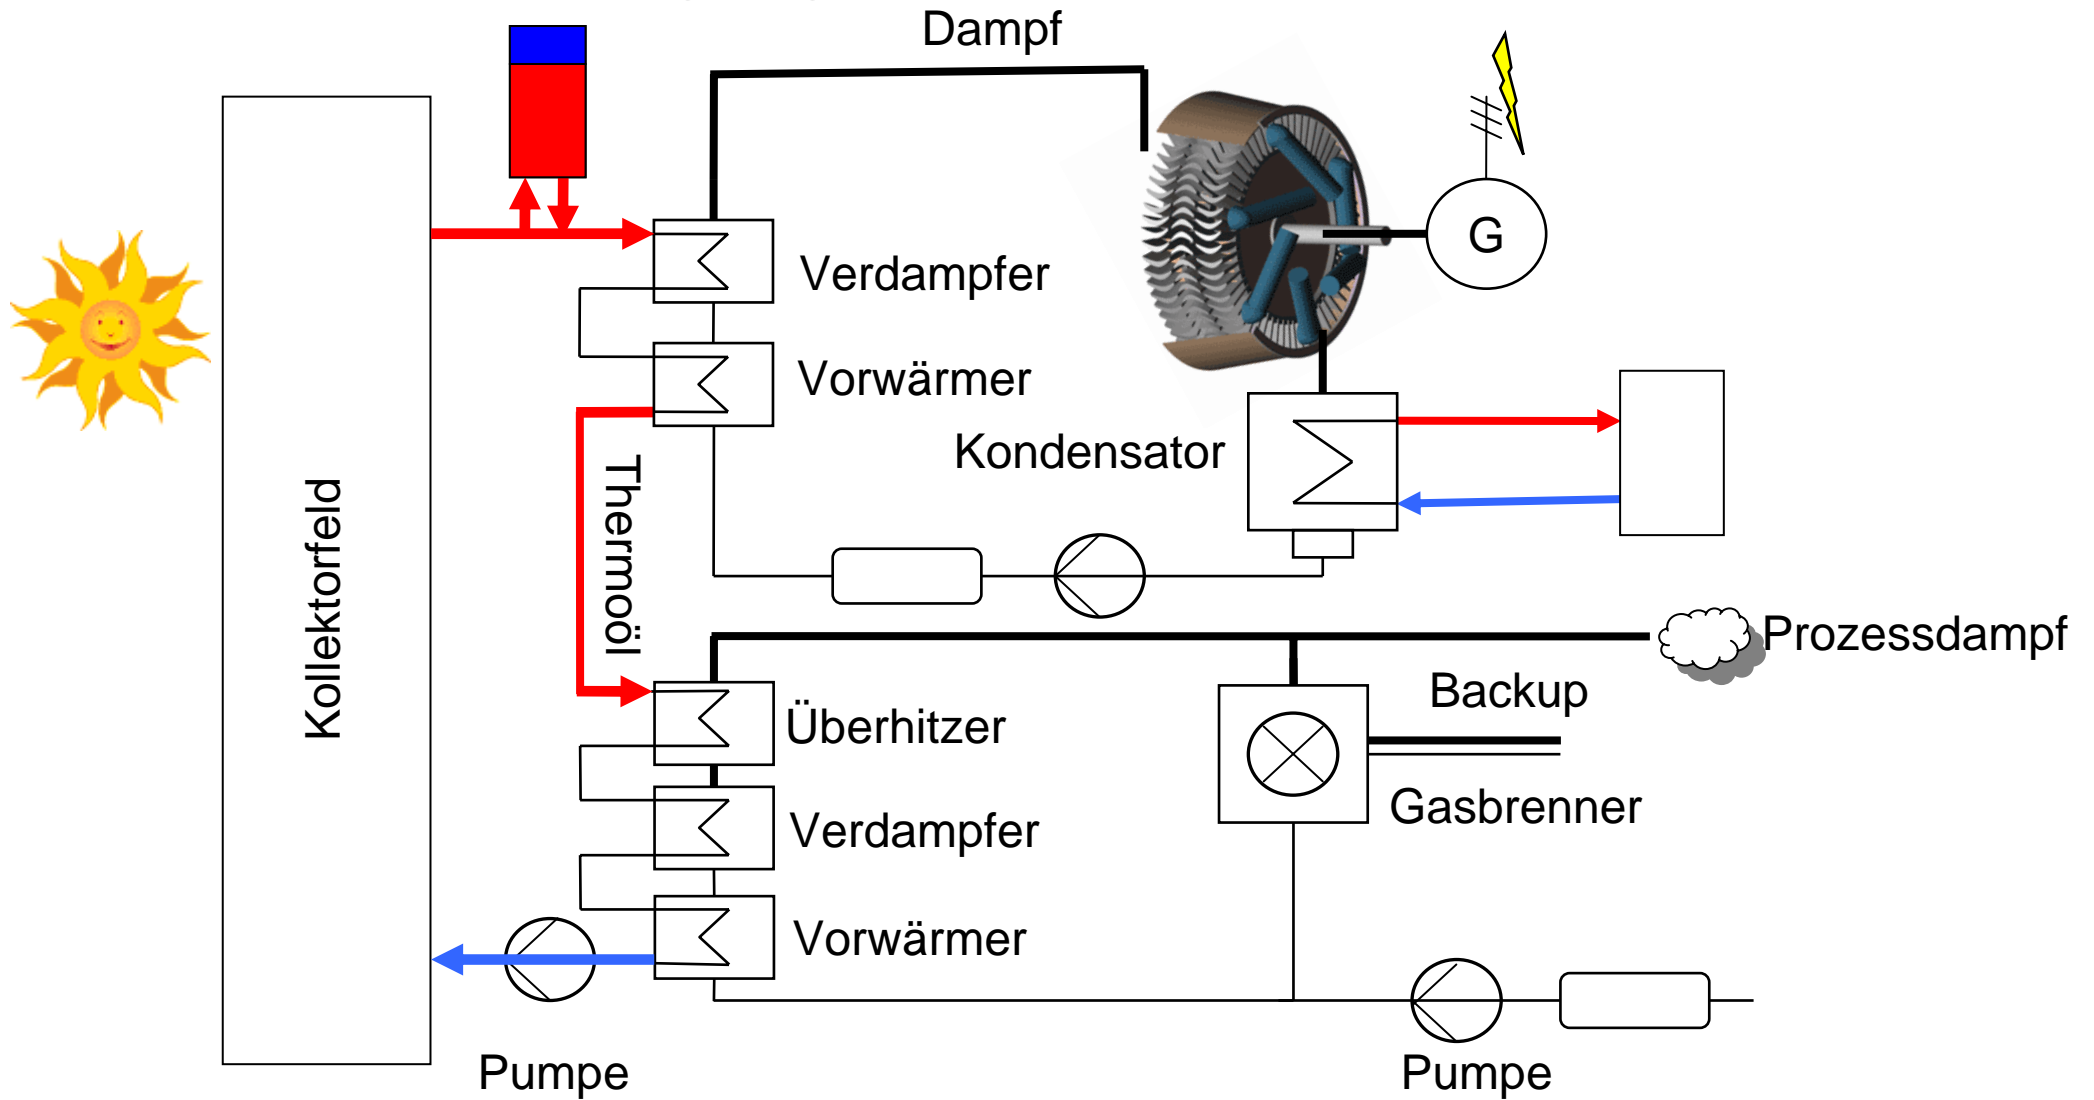 Dampf
G
Verdampfer
Vorwärmer
Kondensator
Thermoöl
Kollektorfeld
Prozessdampf
Backup
Überhitzer
Gasbrenner
Verdampfer
Vorwärmer
Pumpe
Pumpe